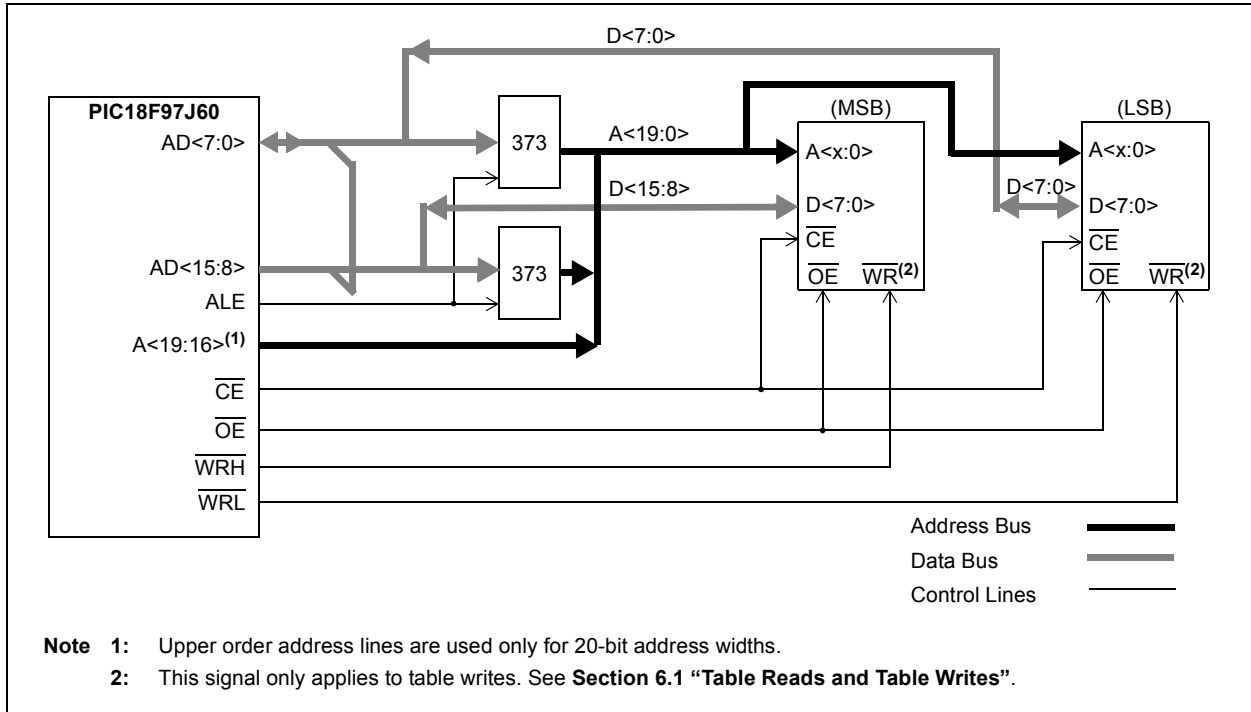 D<7:0>
PIC18F97J60
AD<7:0>
373
A<19:0>
(MSB)
A<x:0>
(LSB)
A<x:0>
D<15:8>
D<7:0>
D<7:0>
D<7:0>
AD<15:8>
373
CE
OE WR(2)
CE
OE WR(2)
ALE
A<19:16>(1)
CE
OE
WRH
WRL
Address Bus
Data Bus
Control Lines
Note 1: Upper order address lines are used only for 20-bit address widths.
2: This signal only applies to table writes. See Section 6.1 “Table Reads and Table Writes”.